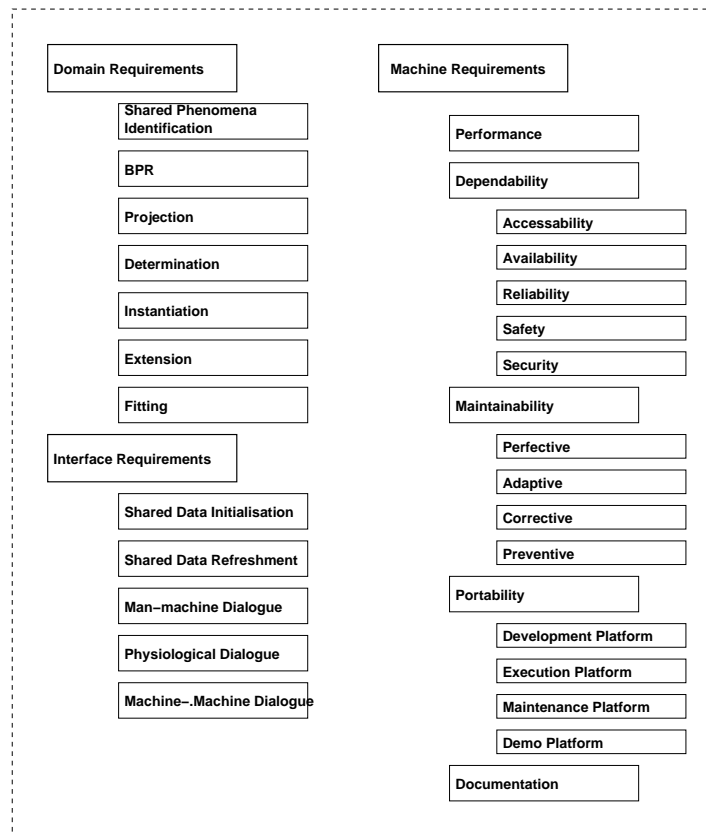 Domain Requirements
Shared Phenomena
Identification
BPR
Projection
Determination
Instantiation
Extension
Fitting
Interface Requirements
Shared Data Initialisation
Shared Data Refreshment
Man−machine Dialogue
Physiological Dialogue
Machine−.Machine Dialogue
Machine Requirements
Performance
Dependability
Accessability
Availability
Reliability
Safety
Security
Maintainability
Perfective
Adaptive
Corrective
Preventive
Portability
Development Platform
Execution Platform
Maintenance Platform
Demo Platform
Documentation